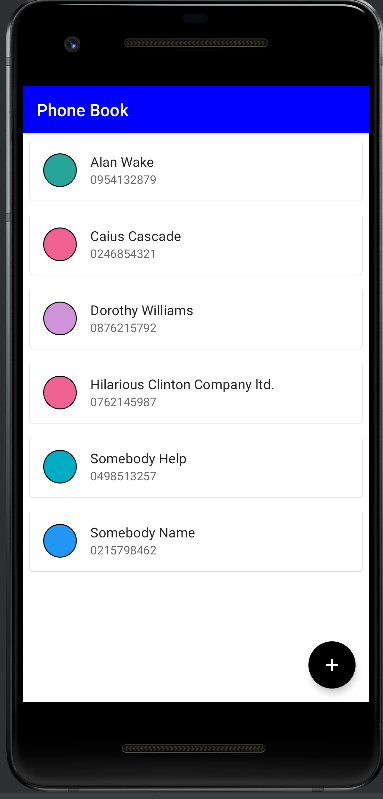 Phone Book
Alan Wake
0954132879
Caius Cascade
0246854321
Dorothy Williams
0876215792
Hilarious Clinton Company ltd.
0762145987
Somebody Help
0498513257
Somebody Name
0215798462
+